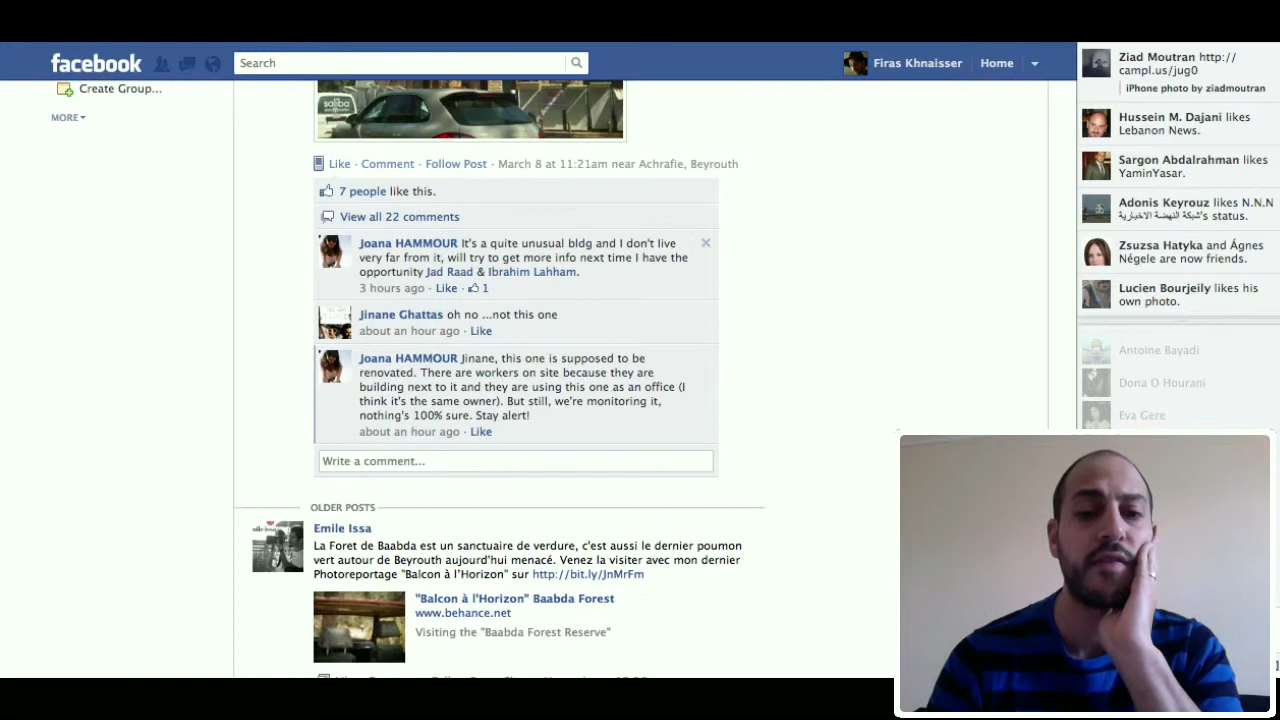 facebook
Search
Firas Khnaisser
Home
Create Group...
MORE
saliba
Like · Comment · Follow Post · March 8 at 11:21am near Achrafie, Beyrouth
7 people like this.
View all 22 comments
Joana HAMMOUR It's a quite unusual bldg and I don't live
very far from it, will try to get more info next time I have the
opportunity Jad Raad & Ibrahim Lahham.
3 hours ago · Like · 1
Jinane Ghattas oh no ...not this one
about an hour ago · Like
Joana HAMMOUR Jinane, this one is supposed to be
renovated. There are workers on site because they are
building next to it and they are using this one as an office (I
think it's the same owner). But still, we're monitoring it,
nothing's 100% sure. Stay alert!
about an hour ago · Like
Write a comment...
OLDER POSTS
Emile Issa
La Foret de Baabda est un sanctuaire de verdure, c'est aussi le dernier poumon
vert autour de Beyrouth aujourd'hui menacé. Venez la visiter avec mon dernier
Photoreportage "Balcon à l'Horizon" sur http://bit.ly/JnMrFm
"Balcon à l'Horizon" Baabda Forest
www.behance.net
Visiting the "Baabda Forest Reserve"
Ziad Moutran http://
campl.us/jug0
iPhone photo by ziadmoutran
Hussein M. Dajani likes
Lebanon News.
Sargon Abdalrahman likes
YaminYasar.
Adonis Keyrouz likes N.N.N
شبكة النهضة الاخبارية's status.
Zsuzsa Hatyka and Ágnes
Négele are now friends.
Lucien Bourjeily likes his
own photo.
Antoine Bayadi
Dona O Hourani
Eva Gere